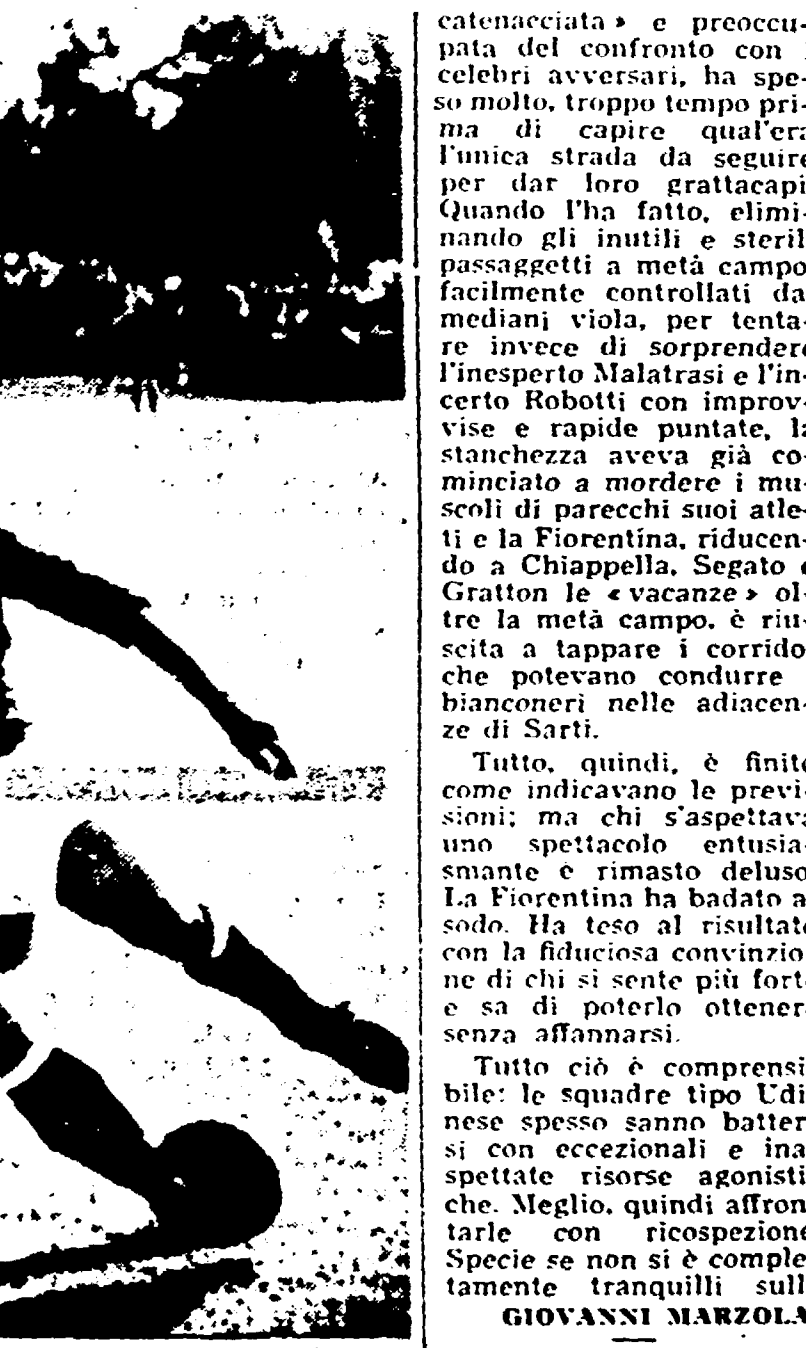 catenacciata » e preoccu-
pata del confronto con
celebri avversari, ha spe-
so molto, troppo tempo pri-
ma di capire qual'era
l'unica strada da seguire
per dar loro grattacapi
Quando l'ha fatto, elimi-
nando gli inutili e steril
passaggetti a metà campo
facilmente controllati da
mediani viola, per tenta-
re invece di sorprendere
l'inesperto Malatrasi e l'in-
certo Robotti con improv-
vise e rapide puntate, la
stanchezza aveva già co-
minciato a mordere i mu-
scoli di parecchi suoi atle-
ti e la Fiorentina, riducen-
do a Chiappella, Segato e
Gratton le « vacanze » ol-
tre la metà campo, è riu-
scita a tappare i corrido
che potevano condurre
bianconeri nelle adiacen-
ze di Sarti.
Tutto, quindi, è finito
come indicavano le previ-
sioni; ma chi s'aspettava
uno spettacolo entusia-
smante è rimasto deluso
La Fiorentina ha badato a
sodo. Ha teso al risultato
con la fiduciosa convinzio
ne di chi si sente più forte
e sa di poterlo ottener
senza affannarsi.
Tutto ciò è comprensi
bile: le squadre tipo Udi
nese spesso sanno batter
si con eccezionali e ina
spettate risorse agonisti
che. Meglio, quindi affron
tarle con ricospezione
Specie se non si è comple
tamente tranquilli sull
GIOVANNI MARZOLA